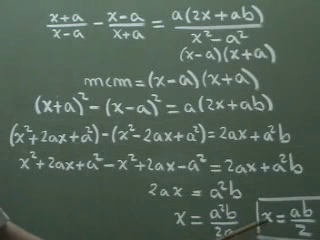 x+a/x-a - x-a/x+a = a(2x+ab)/x²-a²
(x-a)(x+a)
mcm=(x-a)(x+a)
(x+a)²-(x-a)²=a(2x+ab)
(x²+2ax+a²)-(x²-2ax+a²)=2ax+a²b
x²+2ax+a²-x²+2ax-a²=2ax+a²b
2ax = a²b
x = a²b/2a x=ab/2